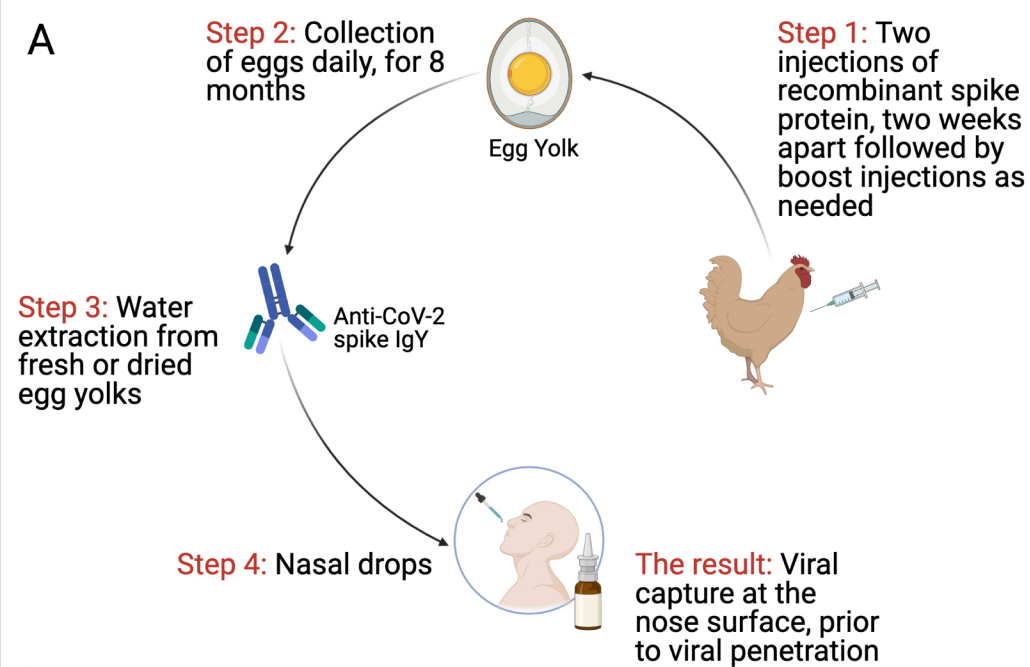 A
Step 1: Two
injections of
recombinant spike
protein, two weeks
apart followed by
boost injections as
needed
Step 2: Collection
of eggs daily, for 8
months
Egg Yolk
Step 3: Water
extraction from
fresh or dried
egg yolks
Anti-CoV-2
spike IgY
Step 4: Nasal drops
The result: Viral
capture at the
nose surface, prior
to viral penetration